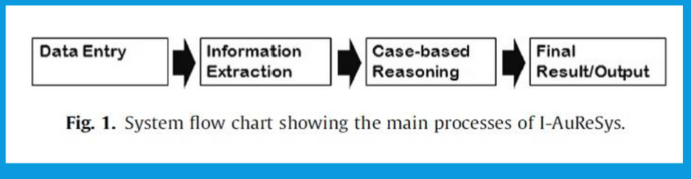 Data Entry
Information
Extraction
Case-based
Reasoning
Final
Result/Output
Fig. 1. System flow chart showing the main processes of I-AuReSys.